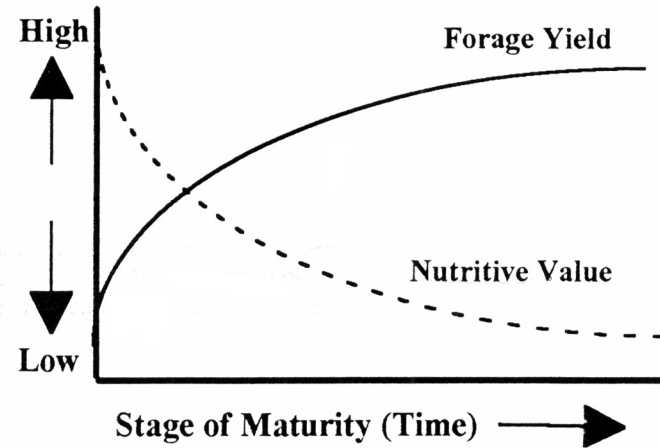 High
Forage Yield
Nutritive Value
Low
Stage of Maturity (Time)